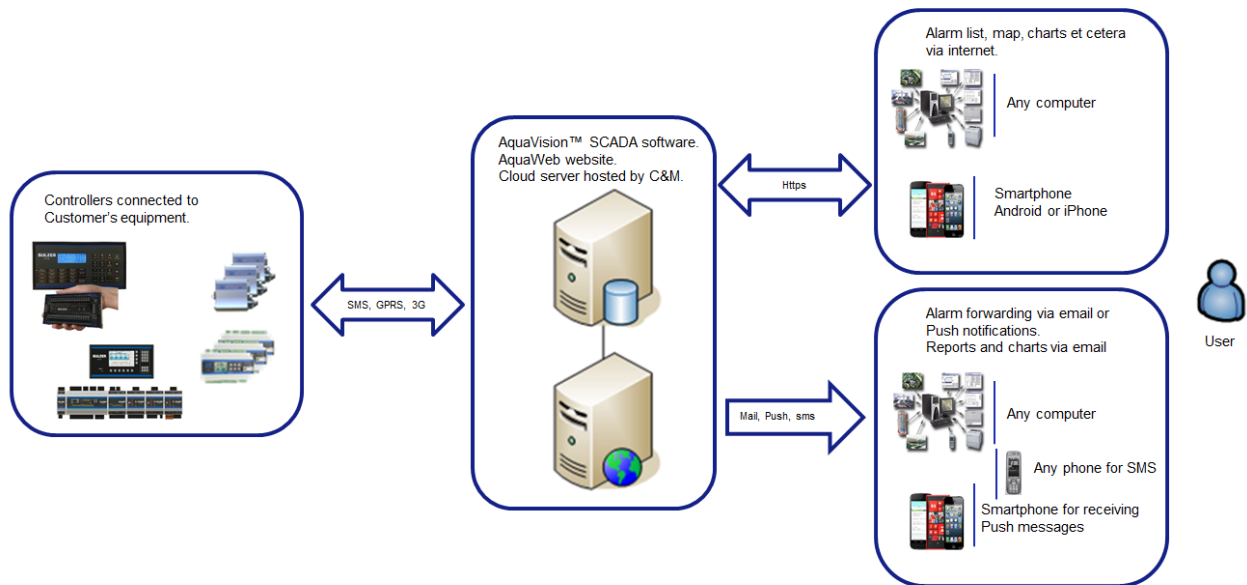 Controllers connected to
Customer's equipment.
SULZER
SULZER
SMS, GPRS, 3G
AquaVision™ SCADA software.
AquaWeb website.
Cloud server hosted by C&M.
Https
Mail, Push, sms
Alarm list, map, charts et cetera
via internet.
Any computer
Smartphone
Android or iPhone
Alarm forwarding via email or
Push notifications.
Reports and charts via email
Any computer
Any phone for SMS
Smartphone for receiving
Push messages
User